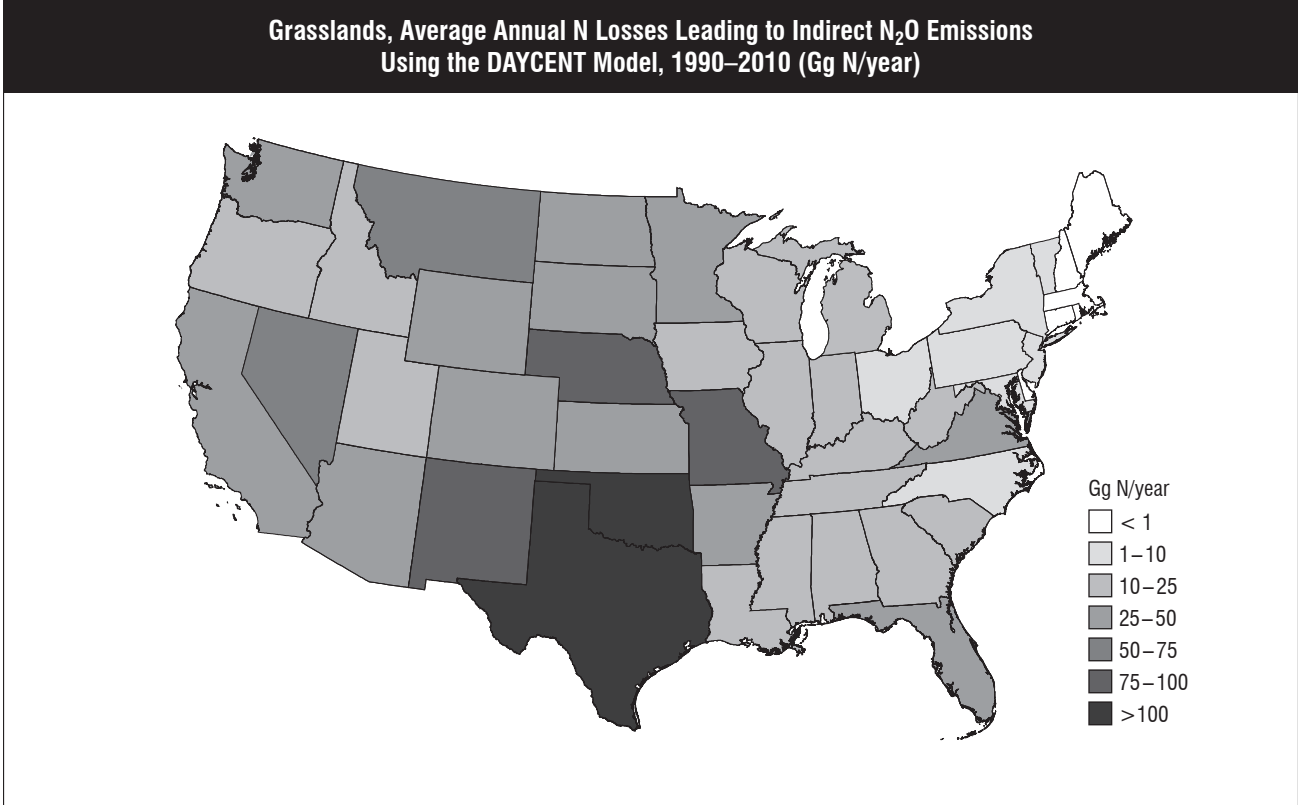 Grasslands, Average Annual N Losses Leading to Indirect N₂O Emissions
Using the DAYCENT Model, 1990–2010 (Gg N/year)
Gg N/year
< 1
1–10
10–25
25–50
50–75
75–100
>100